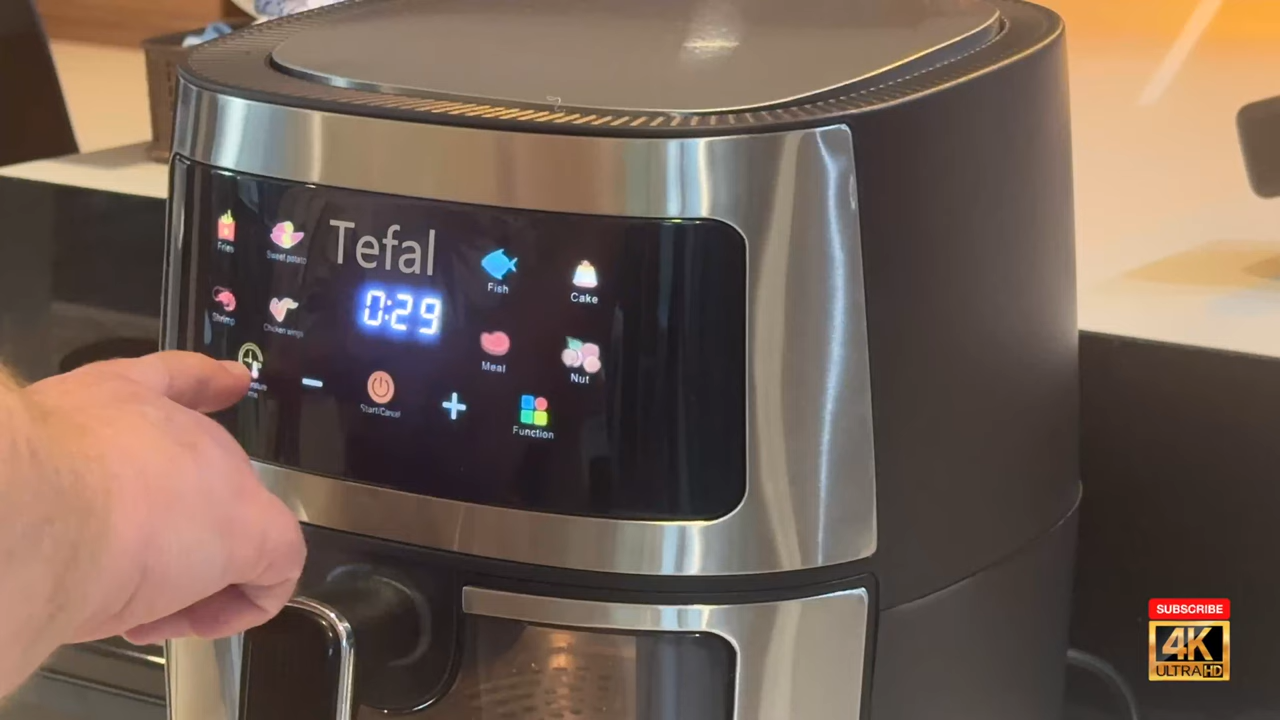 Tefal
Fries
Sweet potato
Fish
Cake
0:29
Shrimp
Chicken wings
Meal
Nut
Start/Cancel
Function
SUBSCRIBE
4K
ULTRA HD